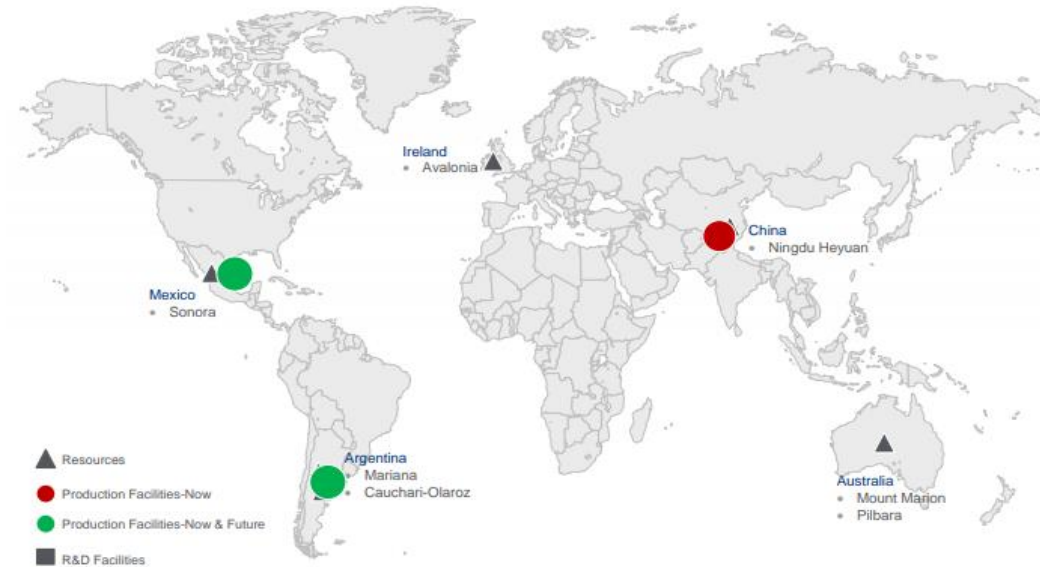 Ireland
Avalonia
China
Ningdu Heyuan
Mexico
Sonora
Argentina
Mariana
Cauchari-Olaroz
Australia
Mount Marion
Pilbara
Resources
Production Facilities-Now
Production Facilities-Now & Future
R&D Facilities